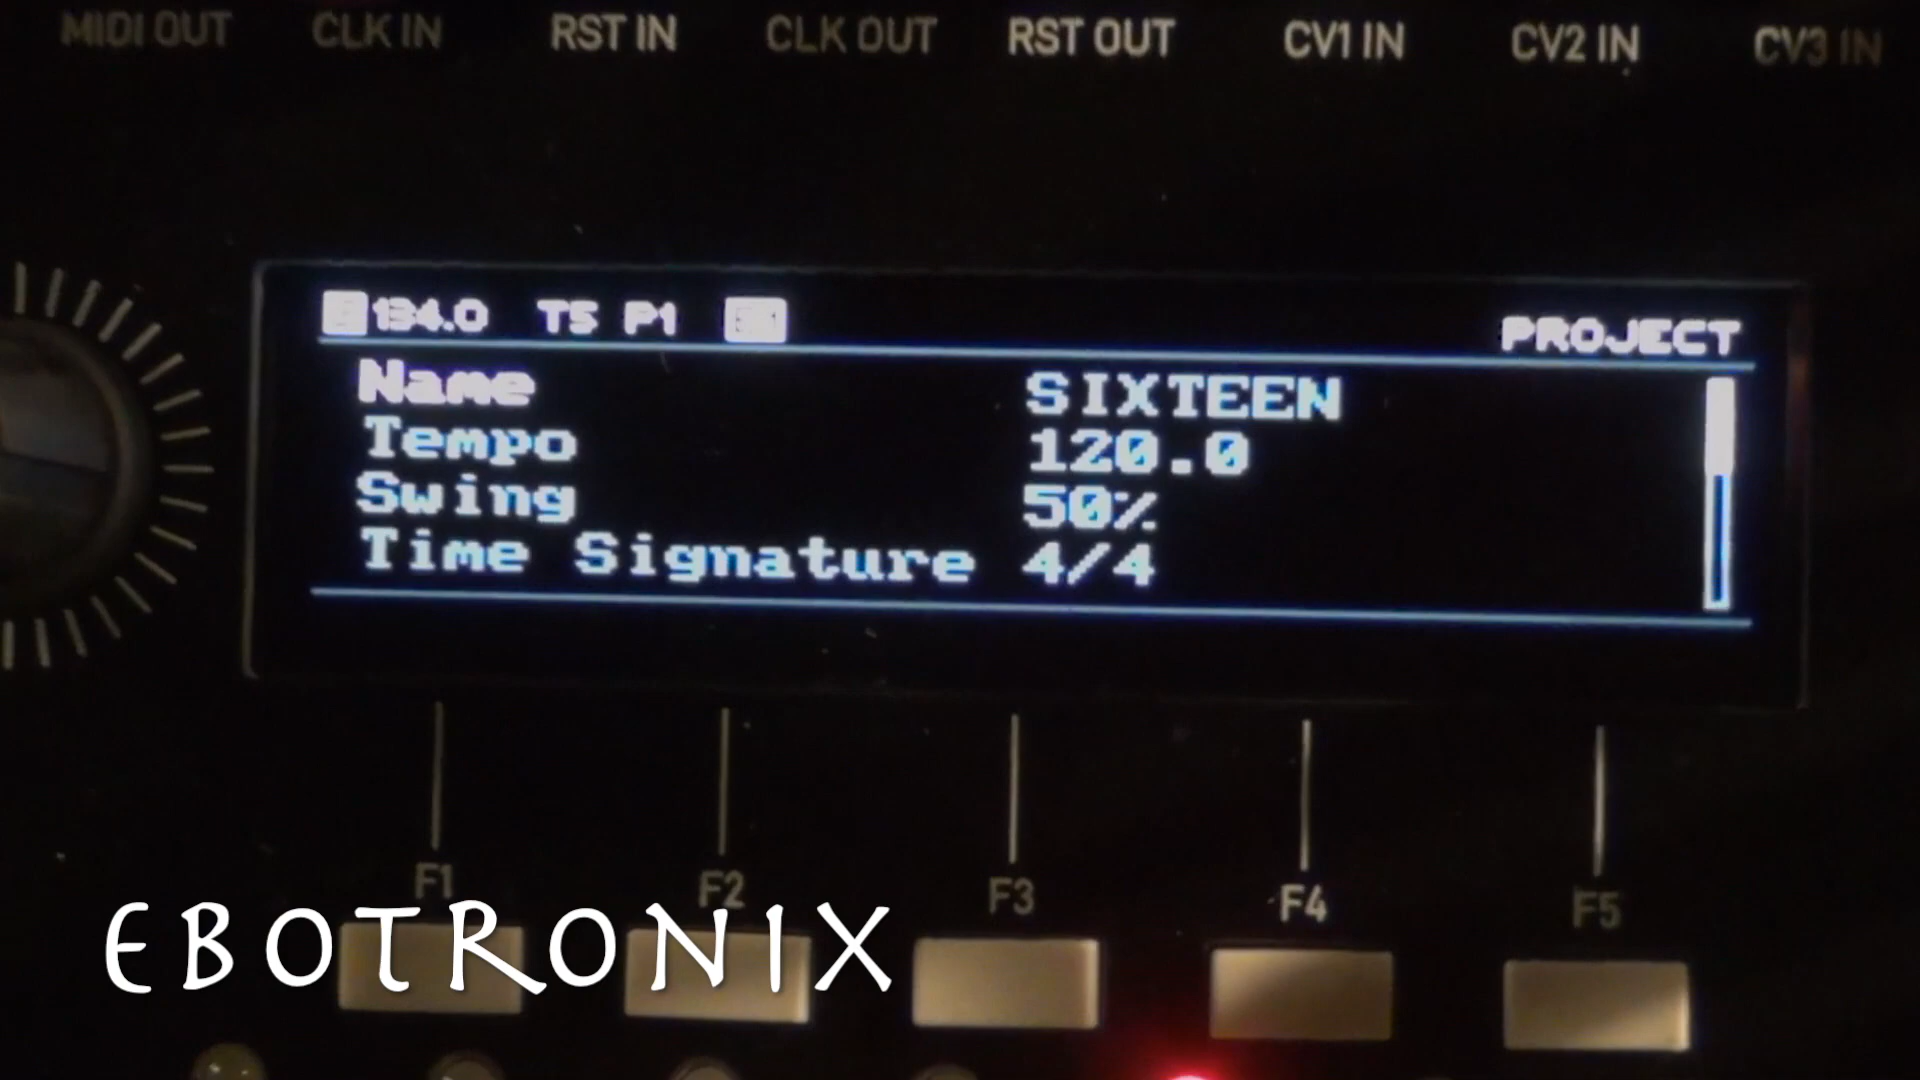 MIDI OUT CLK IN RST IN CLK OUT RST OUT CV1 IN CV2 IN CV3 IN
134.0 T5 P1 PROJECT
Name SIXTEEN
Tempo 120.0
Swing 50%
Time Signature 4/4
F1 F2 F3 F4 F5
EBOTRONIX